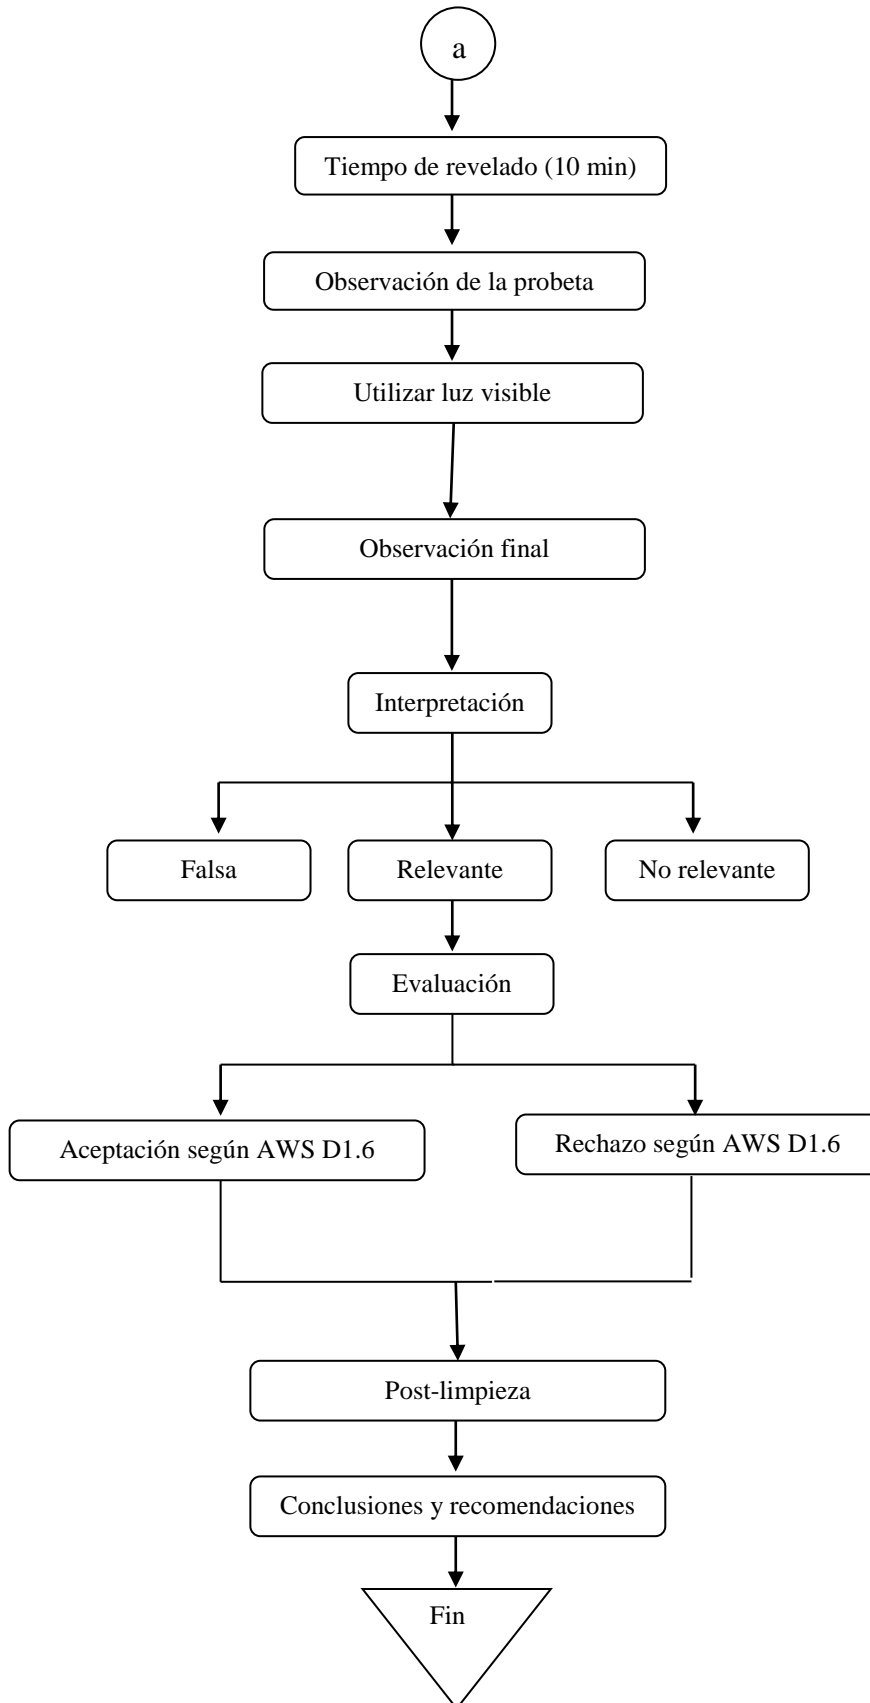 a
Tiempo de revelado (10 min)
Observación de la probeta
Utilizar luz visible
Observación final
Interpretación
Falsa
Relevante
No relevante
Evaluación
Aceptación según AWS D1.6
Rechazo según AWS D1.6
Post-limpieza
Conclusiones y recomendaciones
Fin